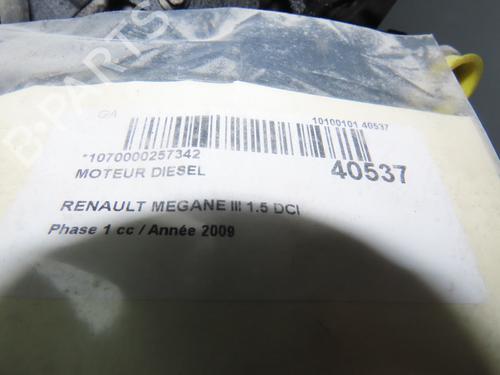 B-PARTS
GA
10100101 40537
*1070000257342
MOTEUR DIESEL
40537
RENAULT MEGANE III 1.5 DCI
Phase 1 cc / Année 2009